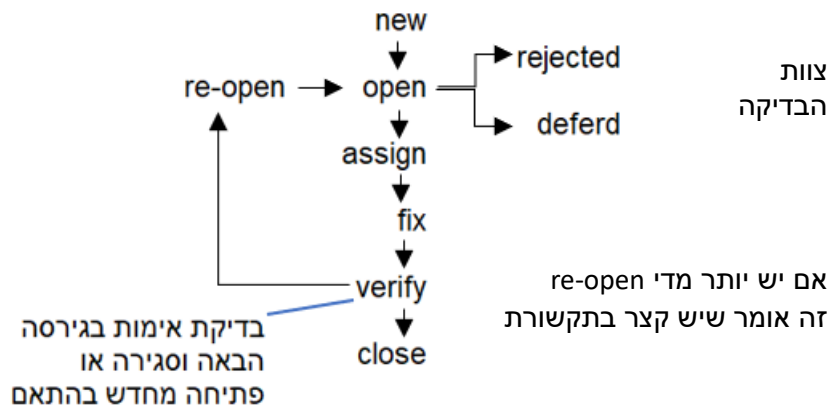 new
rejected
צוות
re-open
open
הבדיקה
deferd
assign
fix
אם יש יותר מדי re-open
verify
זה אומר שיש קצר בתקשורת
בדיקת אימות בגירסה
close
הבאה וסגירה או
פתיחה מחדש בהתאם